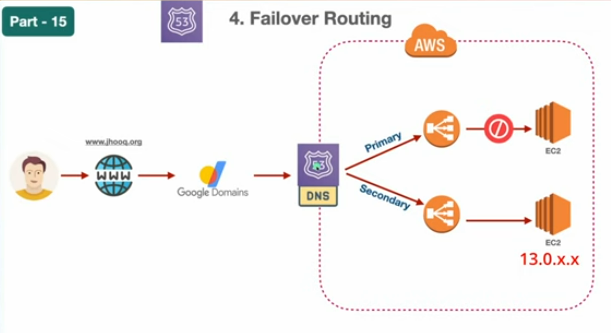 Part - 15
53
4. Failover Routing
AWS
www.jhooq.org
WWW
Google Domains
DNS
Primary
Secondary
EC2
EC2
13.0.x.x